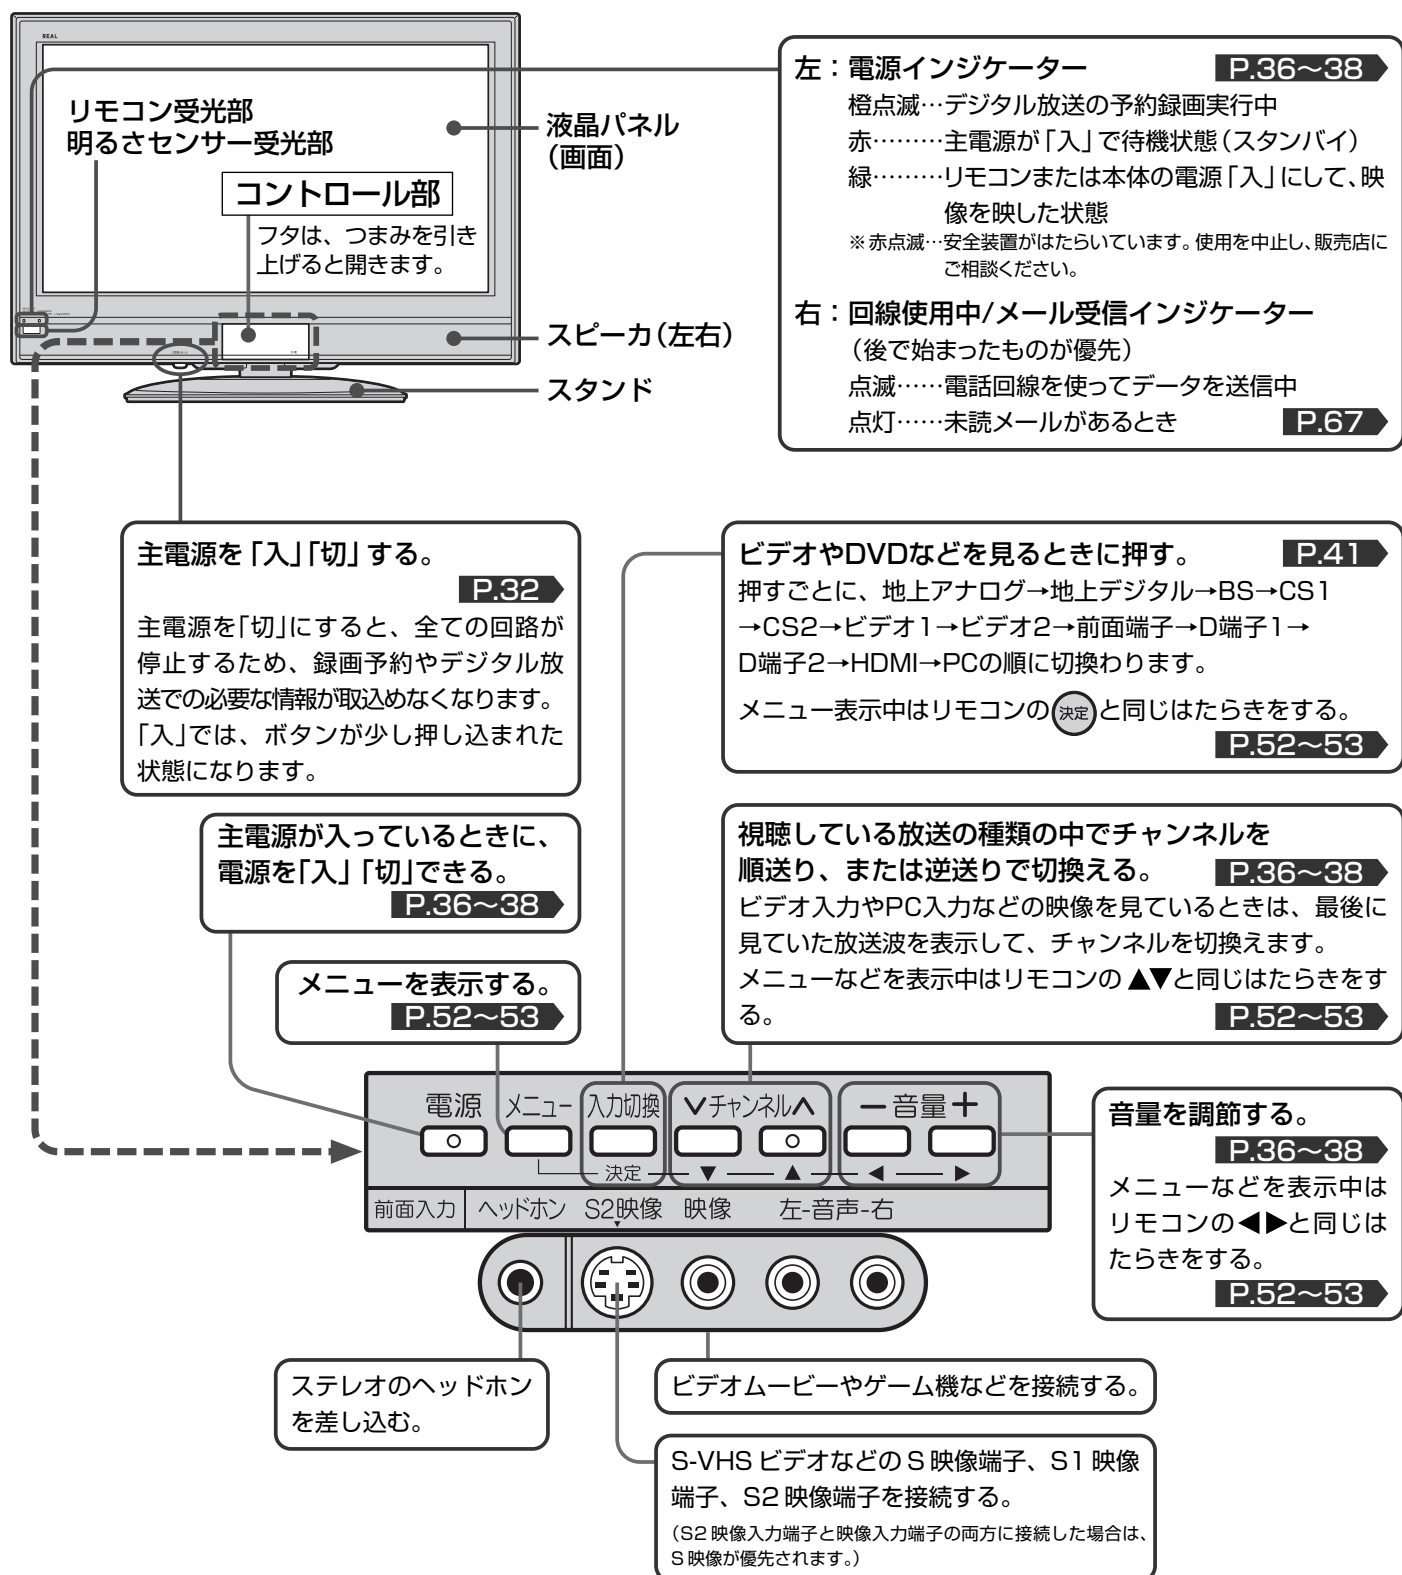 REAL
リモコン受光部
明るさセンサー受光部
コントロール部
フタは、つまみを引き
上げると開きます。
液晶パネル
(画面)
スピーカ(左右)
スタンド
左:電源インジケーター P.36〜38
橙点滅…デジタル放送の予約録画実行中
赤………主電源が「入」で待機状態(スタンバイ)
緑………リモコンまたは本体の電源「入」にして、映
像を映した状態
※赤点滅…安全装置がはたらいています。使用を中止し、販売店に
ご相談ください。
右:回線使用中/メール受信インジケーター
(後で始まったものが優先)
点滅……電話回線を使ってデータを送信中
点灯……未読メールがあるとき P.67
主電源を「入」「切」する。
P.32
主電源を「切」にすると、全ての回路が
停止するため、録画予約やデジタル放
送での必要な情報が取込めなくなります。
「入」では、ボタンが少し押し込まれた
状態になります。
ビデオやDVDなどを見るときに押す。 P.41
押すごとに、地上アナログ→地上デジタル→BS→CS1
→CS2→ビデオ1→ビデオ2→前面端子→D端子1→
D端子2→HDMI→PCの順に切換わります。
メニュー表示中はリモコンの決定と同じはたらきをする。
P.52〜53
主電源が入っているときに、
電源を「入」「切」できる。
P.36〜38
メニューを表示する。
P.52〜53
視聴している放送の種類の中でチャンネルを
順送り、または逆送りで切換える。 P.36〜38
ビデオ入力やPC入力などの映像を見ているときは、最後に
見ていた放送波を表示して、チャンネルを切換えます。
メニューなどを表示中はリモコンの▲▼と同じはたらきをす
る。 P.52〜53
電源 メニュー 入力切換 ∨チャンネル∧ −音量+
決定 ▼ ▲ ◀ ▶
前面入力 ヘッドホン S2映像 映像 左-音声-右
音量を調節する。
P.36〜38
メニューなどを表示中は
リモコンの◀▶と同じは
たらきをする。
P.52〜53
ステレオのヘッドホン
を差し込む。
ビデオムービーやゲーム機などを接続する。
S-VHSビデオなどのS映像端子、S1映像
端子、S2映像端子を接続する。
(S2映像入力端子と映像入力端子の両方に接続した場合は、
S映像が優先されます。)